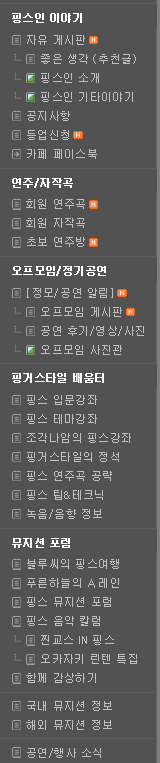 핑스인 이야기
자유 게시판 N
좋은 생각 (추천글)
핑스인 소개
핑스인 기타이야기
공지사항
등업신청 N
카페 페이스북
연주/자작곡
회원 연주곡 N
회원 자작곡
초보 연주방 N
오프모임/정기공연
[정모/공연 알림] N
오프모임 게시판 N
공연 후기/영상/사진
오프모임 사진관
핑거스타일 배움터
핑스 입문강좌
핑스 테마강좌
조각나암의 핑스강좌
핑거스타일의 정석
핑스 연주곡 공략
핑스 팁&테크닉
녹음/음향 정보
뮤지션 포럼
블루씨의 핑스여행
푸른하늘의 A 레인
핑스 뮤지션 포럼
핑스 음악 칼럼
찐교스 IN 핑스
오카자키 린텐 특집
함께 감상하기
국내 뮤지션 정보
해외 뮤지션 정보
공연/행사 소식